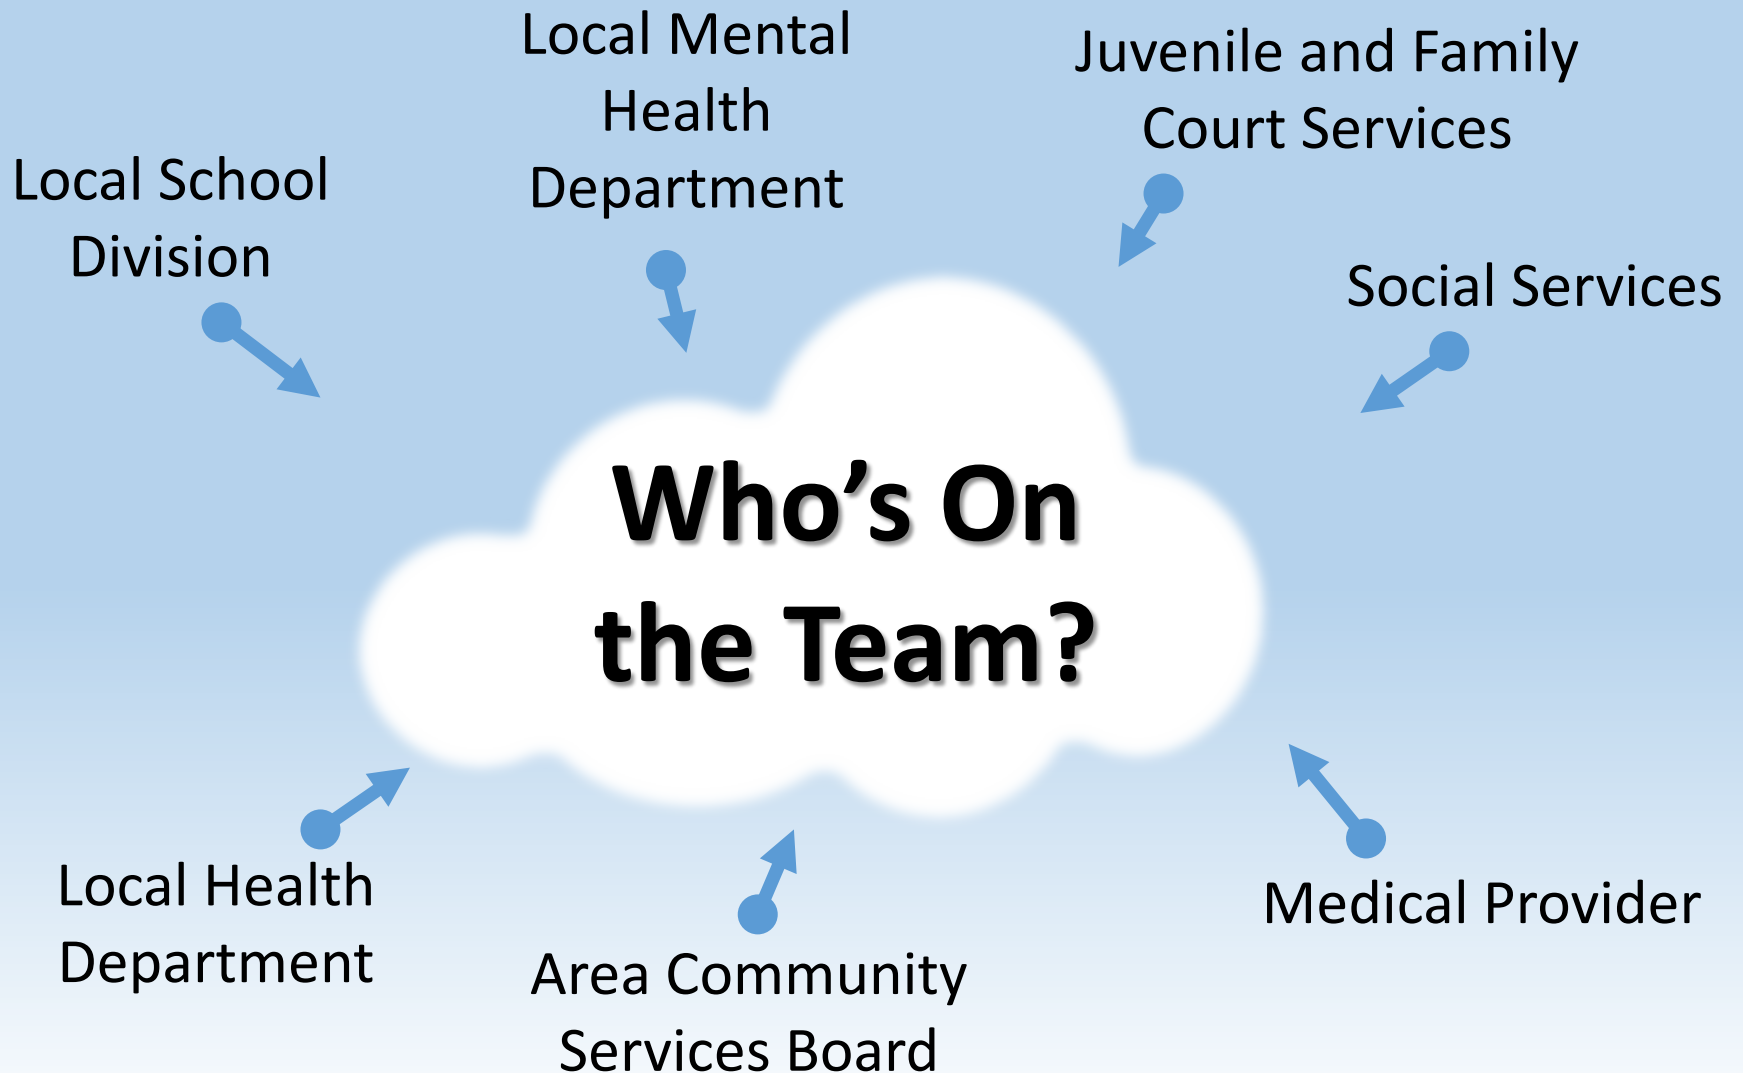 Local Mental
Health
Department
Juvenile and Family
Court Services
Local School
Division
Social Services
Who’s On
the Team?
Local Health
Department
Area Community
Services Board
Medical Provider